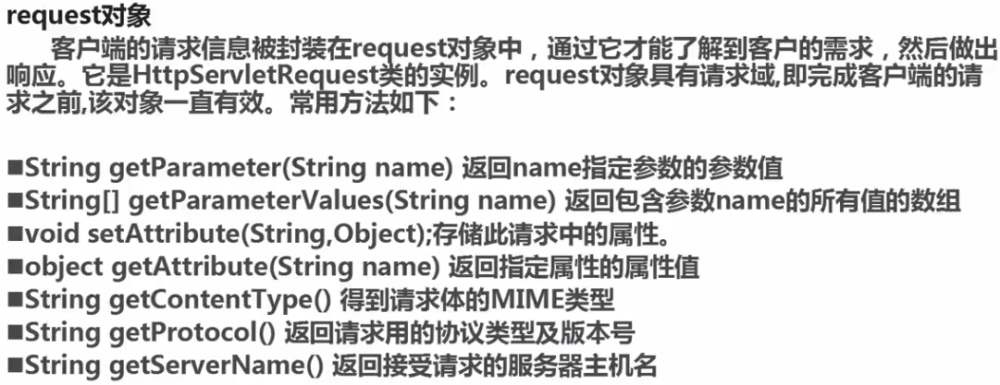 request对象
客户端的请求信息被封装在request对象中，通过它才能了解到客户的需求，然后做出
响应。它是HttpServletRequest类的实例。request对象具有请求域,即完成客户端的请
求之前,该对象一直有效。常用方法如下：
■String getParameter(String name) 返回name指定参数的参数值
■String[] getParameterValues(String name) 返回包含参数name的所有值的数组
■void setAttribute(String,Object);存储此请求中的属性。
■object getAttribute(String name) 返回指定属性的属性值
■String getContentType() 得到请求体的MIME类型
■String getProtocol() 返回请求用的协议类型及版本号
■String getServerName() 返回接受请求的服务器主机名